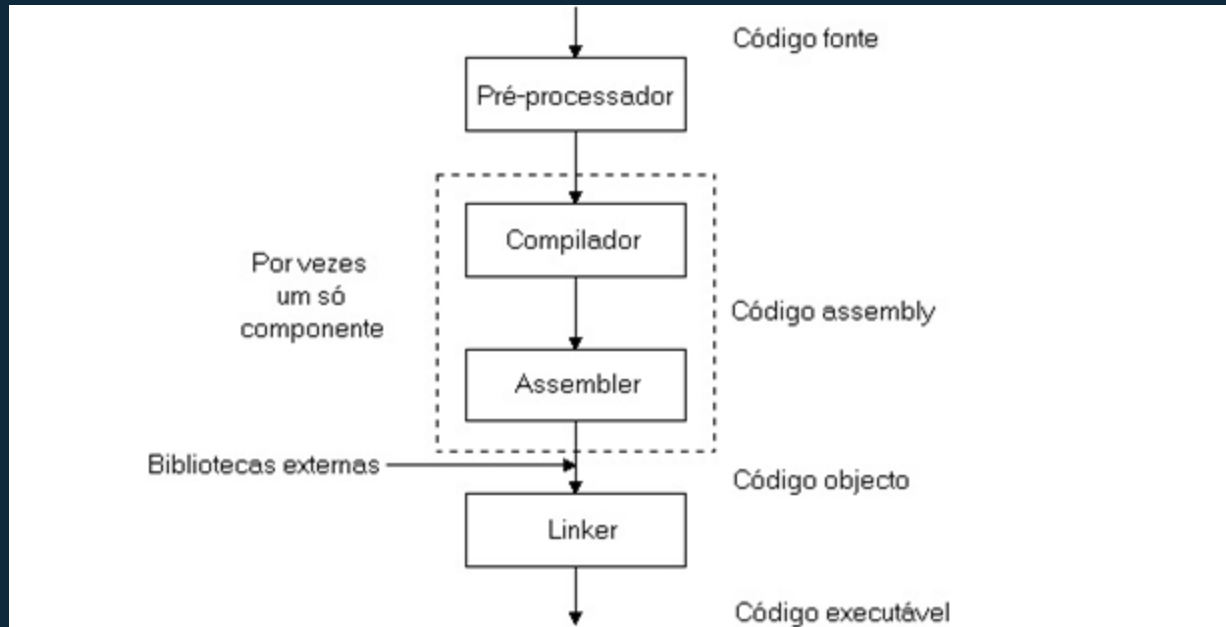 Código fonte
Pré-processador
Compilador
Por vezes
um só
componente
Código assembly
Assembler
Bibliotecas externas
Código objecto
Linker
Código executável